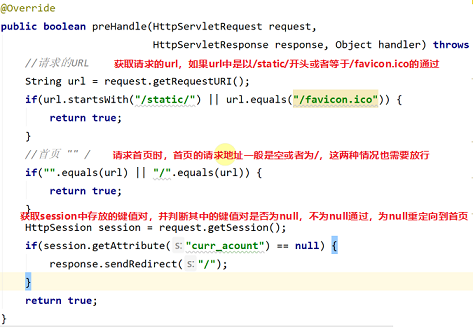 @Override
public boolean preHandle(HttpServletRequest request,
HttpServletResponse response, Object handler) throws
//请求的URL 获取请求的url，如果url中是以/static/开头或者等于/favicon.ico的通过
String url = request.getRequestURI();
if(url.startsWith("/static/") || url.equals("/favicon.ico")) {
return true;
}
//首页 "" / 请求首页时，首页的请求地址一般是空或者为/，这两种情况也需要放行
if("".equals(url) || "/".equals(url)) {
return true;
}
获取session中存放的键值对，并判断其中的键值对是否为null，不为null通过，为null重定向到首页
HttpSession session = request.getSession();
if(session.getAttribute( s: "curr_acount") == null) {
response.sendRedirect( s: "/");
}
return true;
}